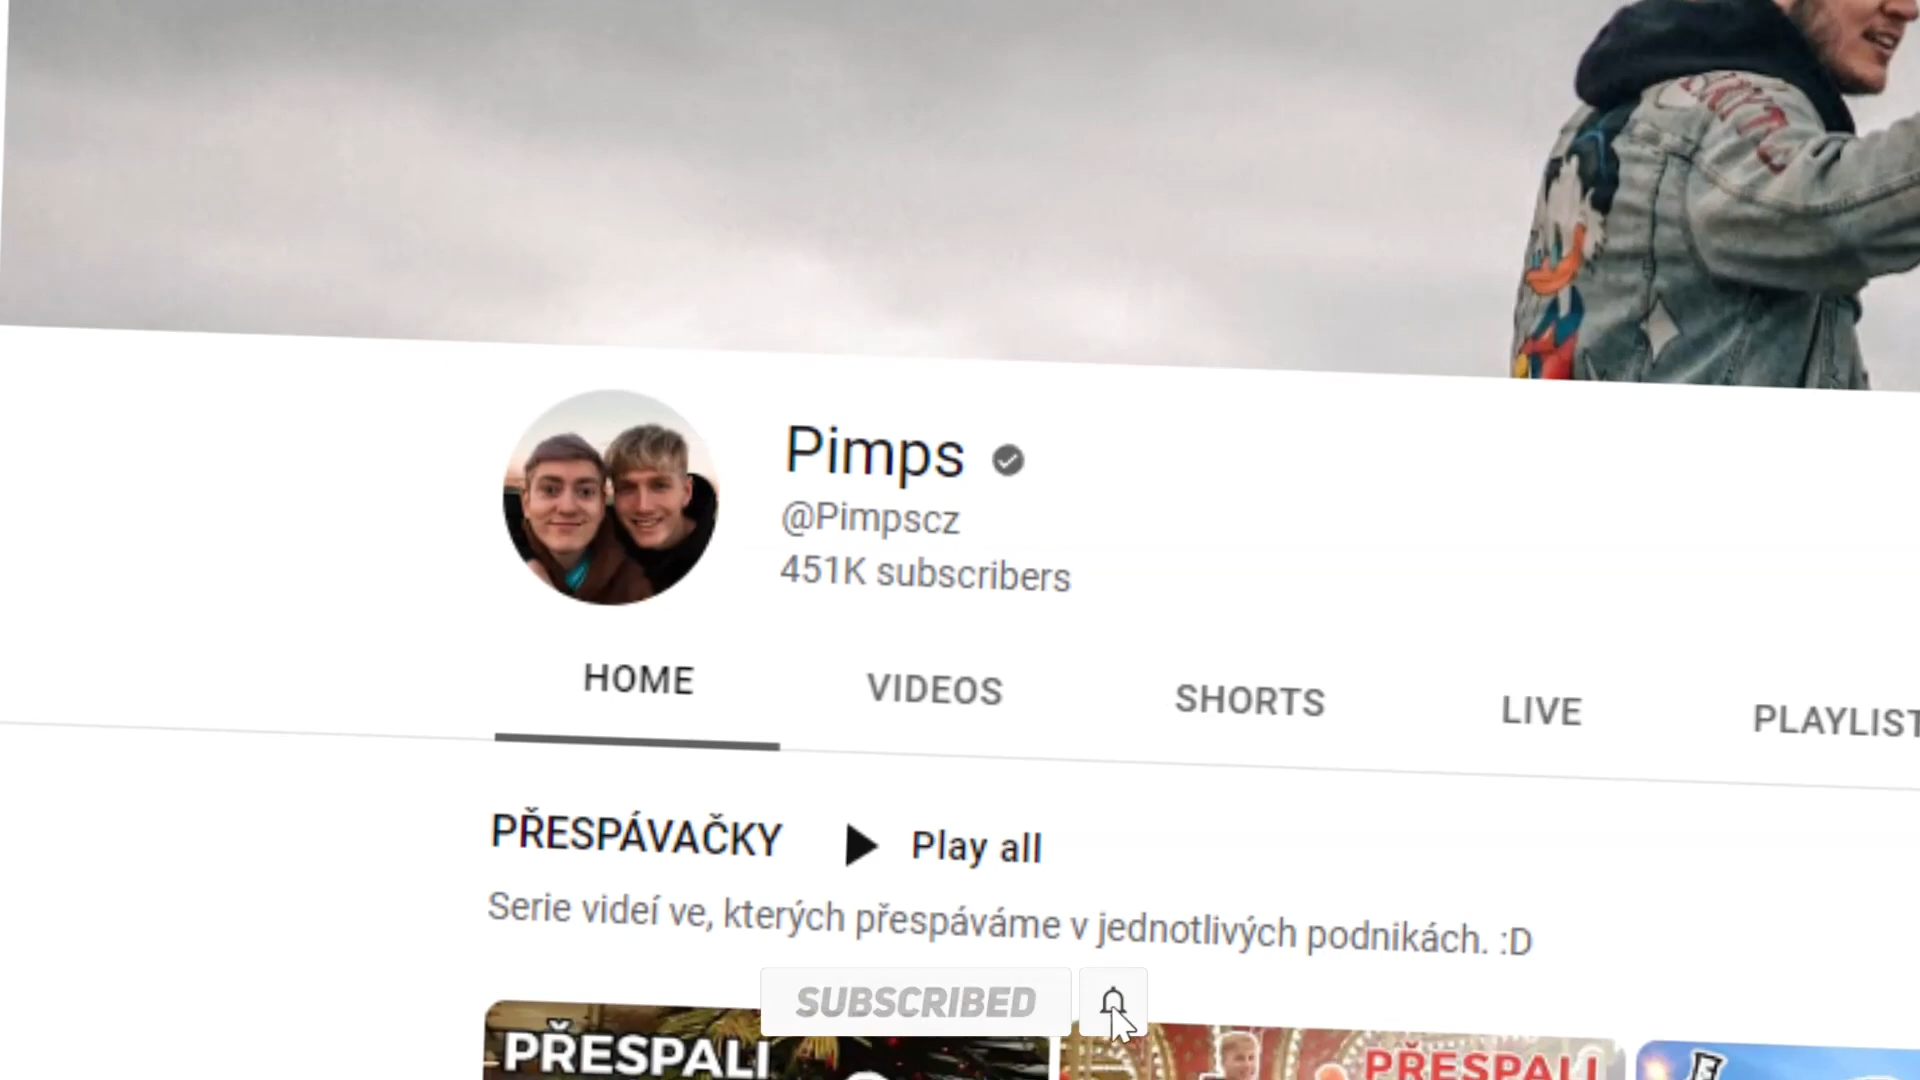 Pimps
@Pimpscz
451K subscribers
HOME VIDEOS SHORTS LIVE PLAYLIST
PŘESPÁVAČKY Play all
Serie videí ve, kterých přespáváme v jednotlivých podnikách. :D
SUBSCRIBED
PŘESPALI
PŘESPALI